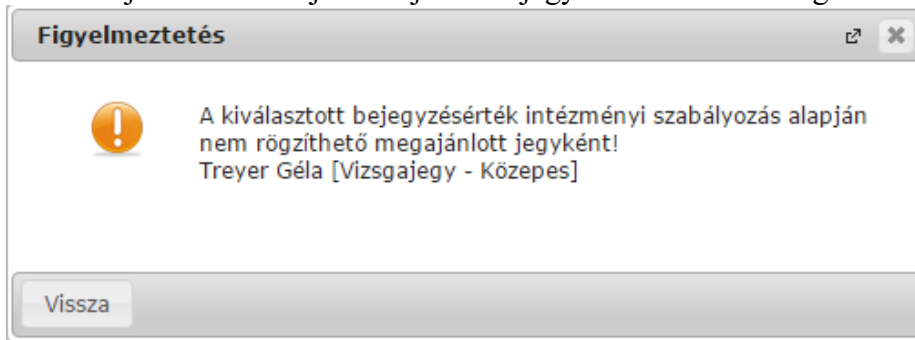 Figyelmeztetés
A kiválasztott bejegyzésérték intézményi szabályozás alapján
nem rögzíthető megajánlott jegyként!
Treyer Géla [Vizsgajegy - Közepes]
Vissza